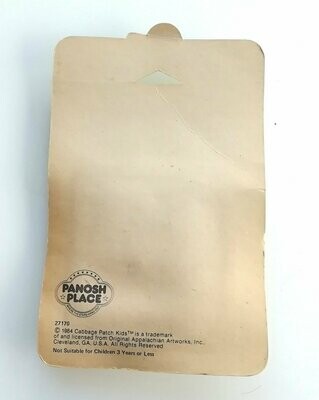 PANOSH
PLACE
27170
© 1984 Cabbage Patch Kids™ is a trademark
of and licensed from Original Appalachian Artworks, Inc.
Cleveland, GA. U.S.A. All Rights Reserved
Not Suitable for Children 3 Years or Less